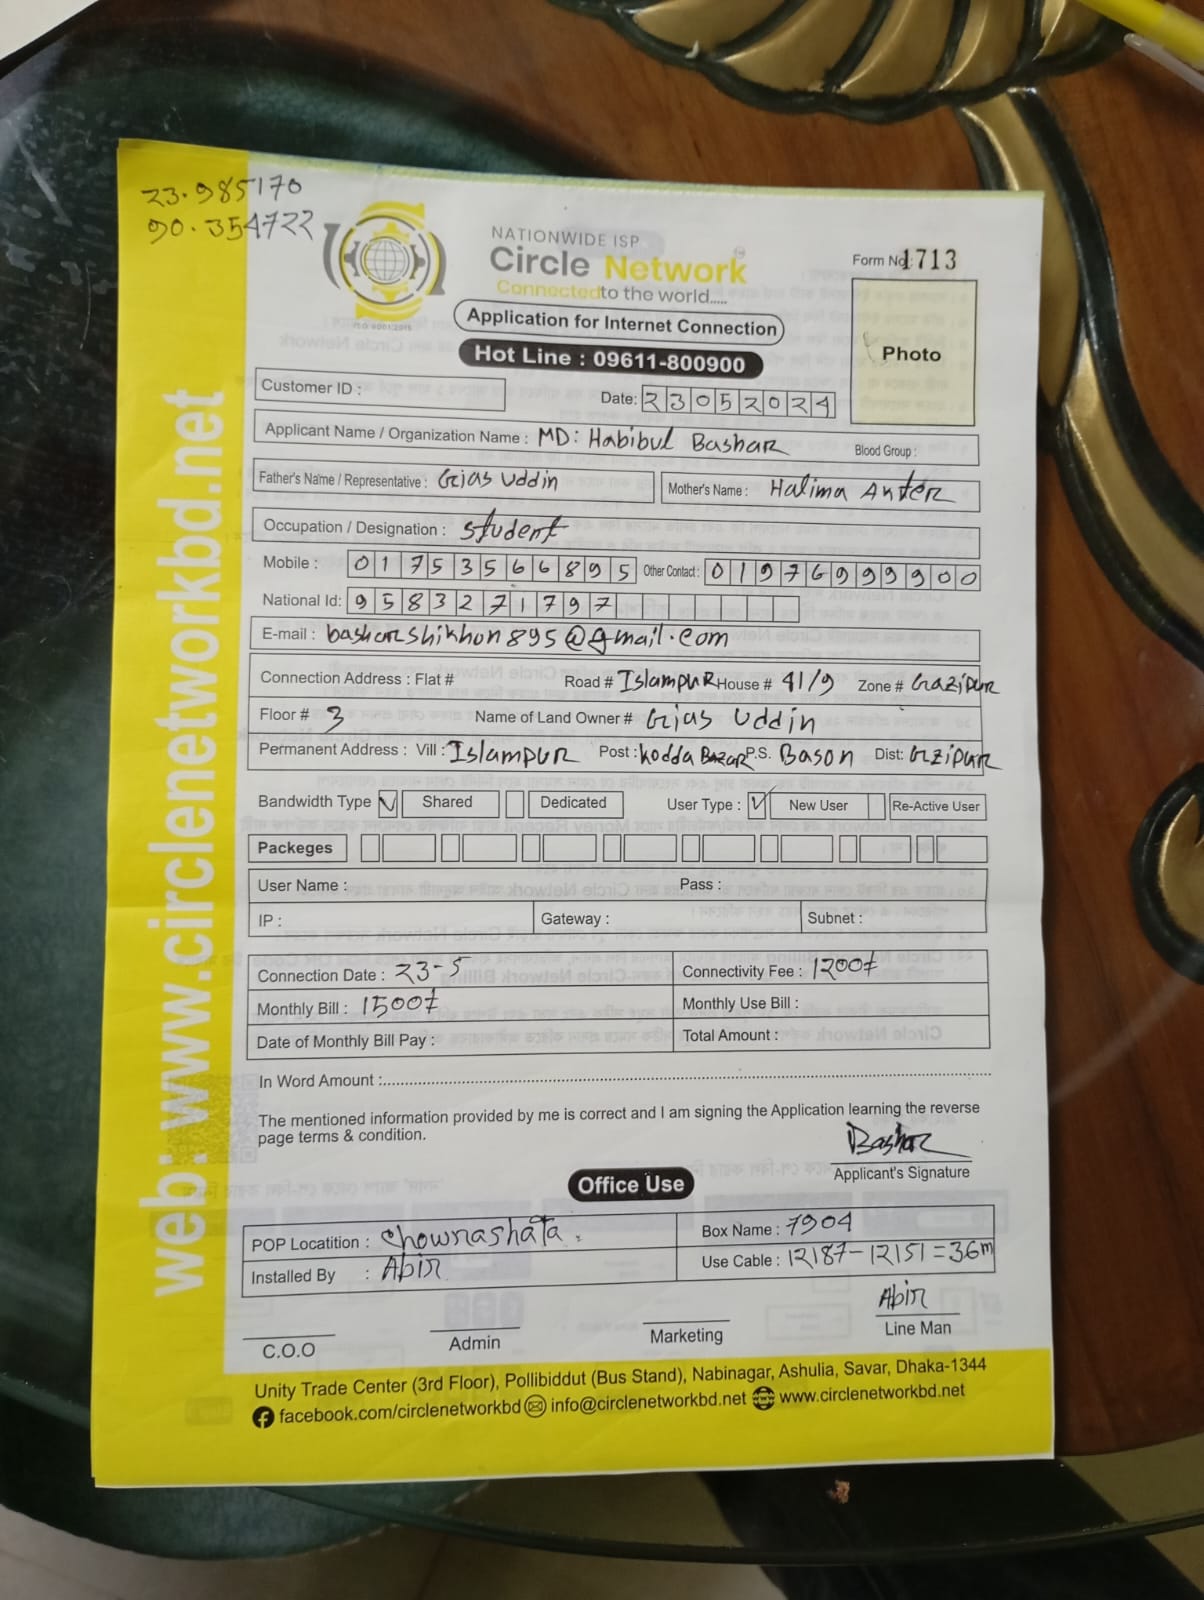 23.985170
90.354722
NATIONWIDE ISP
Circle Network
Connected to the world.....
ISO 9001:2015
Application for Internet Connection
Hot Line : 09611-800900
Form No: 1713
Photo
Customer ID :
Date: 23052024
Applicant Name / Organization Name : MD: Habibul Bashar Blood Group :
Father's Name / Representative : Gias Uddin Mother's Name : Halima Anter
Occupation / Designation : Student
Mobile : 01753566895 Other Contact : 01976999900
National Id: 9583271797
E-mail : basharshikhon895@gmail.com
Connection Address : Flat # Road # Islampur House # 41/9 Zone # Gazipur
Floor # 3 Name of Land Owner # Gias Uddin
Permanent Address : Vill : Islampur Post : kodda Bazar P.S. Bason Dist: Gzipur
Bandwidth Type Shared Dedicated User Type : New User Re-Active User
Packeges
User Name : Pass :
IP : Gateway : Subnet :
Connection Date : 23-5 Connectivity Fee : 1200৳
Monthly Bill : 1500৳ Monthly Use Bill :
Date of Monthly Bill Pay : Total Amount :
In Word Amount :
The mentioned information provided by me is correct and I am signing the Application learning the reverse
page terms & condition.
Bashar
Applicant's Signature
Office Use
POP Locatition : Chowrashata. Box Name : 7904
Installed By : Abir Use Cable : 12187-12151=36m
Abir
C.O.O Admin Marketing Line Man
Unity Trade Center (3rd Floor), Pollibiddut (Bus Stand), Nabinagar, Ashulia, Savar, Dhaka-1344
facebook.com/circlenetworkbd info@circlenetworkbd.net www.circlenetworkbd.net
web: www.circlenetworkbd.net